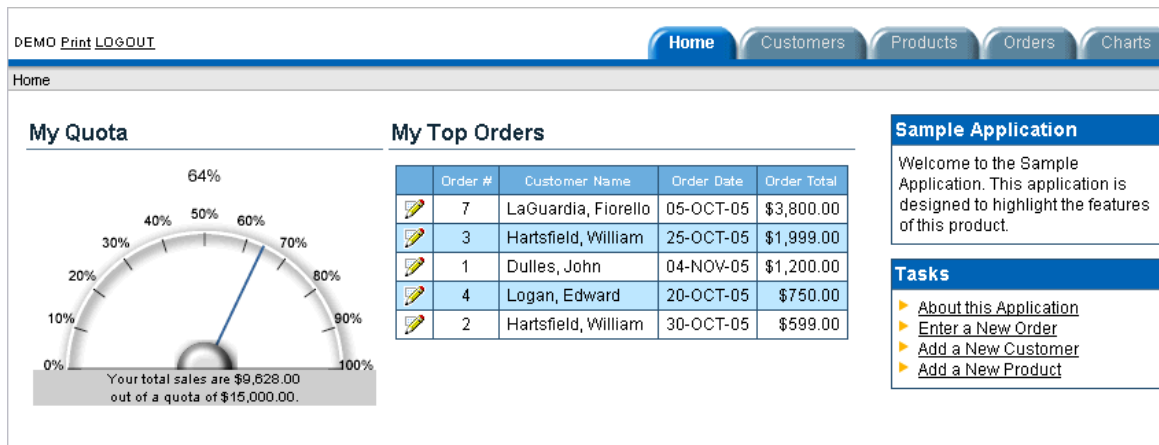 DEMO Print LOGOUT
Home Customers Products Orders Charts
Home
My Quota
64%
0% 10% 20% 30% 40% 50% 60% 70% 80% 90% 100%
Your total sales are $9,628.00
out of a quota of $15,000.00.
My Top Orders
Order # Customer Name Order Date Order Total
7 LaGuardia, Fiorello 05-OCT-05 $3,800.00
3 Hartsfield, William 25-OCT-05 $1,999.00
1 Dulles, John 04-NOV-05 $1,200.00
4 Logan, Edward 20-OCT-05 $750.00
2 Hartsfield, William 30-OCT-05 $599.00
Sample Application
Welcome to the Sample
Application. This application is
designed to highlight the features
of this product.
Tasks
About this Application
Enter a New Order
Add a New Customer
Add a New Product